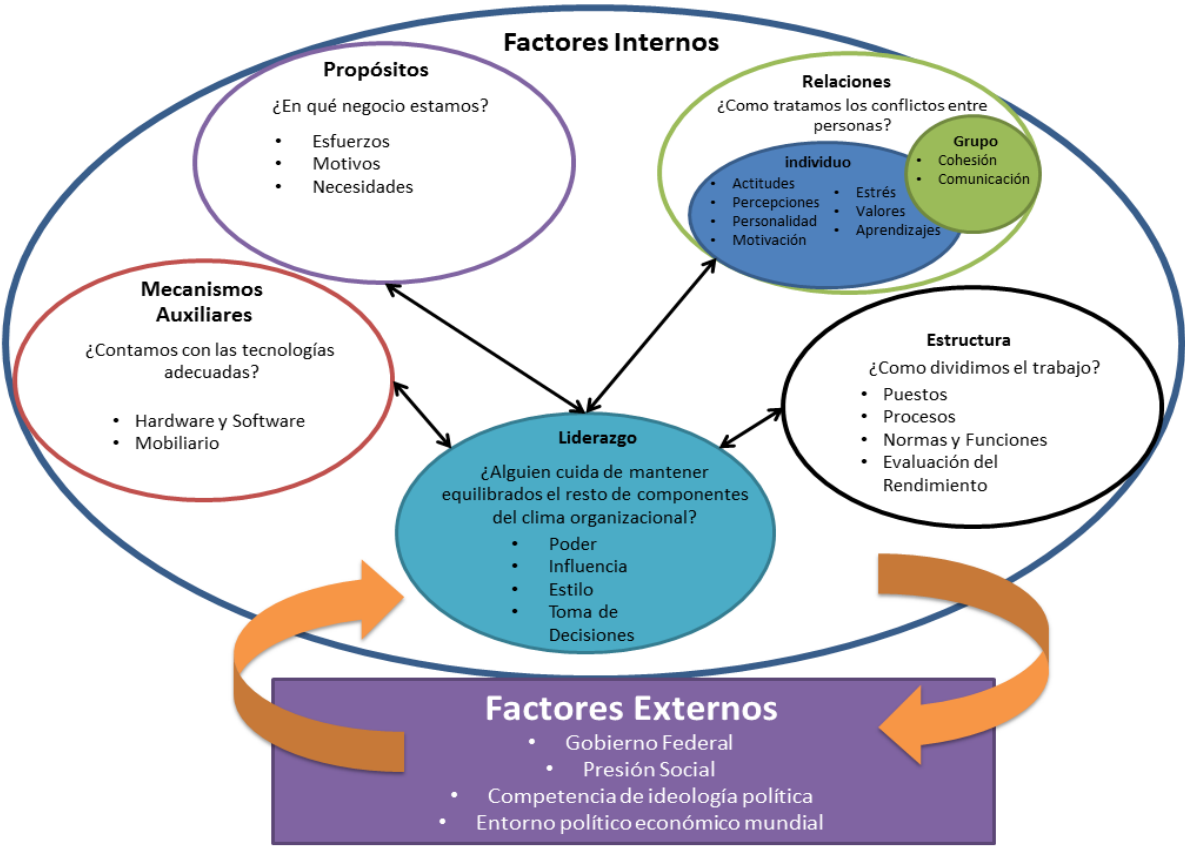 Factores Internos
Propósitos
¿En qué negocio estamos?
• Esfuerzos
• Motivos
• Necesidades
Relaciones
¿Como tratamos los conflictos entre
personas?
individuo
• Actitudes
• Percepciones
• Personalidad
• Motivación
• Estrés
• Valores
• Aprendizajes
Grupo
• Cohesión
• Comunicación
Mecanismos
Auxiliares
¿Contamos con las tecnologías
adecuadas?
• Hardware y Software
• Mobiliario
Estructura
¿Como dividimos el trabajo?
• Puestos
• Procesos
• Normas y Funciones
• Evaluación del
Rendimiento
Liderazgo
¿Alguien cuida de mantener
equilibrados el resto de componentes
del clima organizacional?
• Poder
• Influencia
• Estilo
• Toma de
Decisiones
Factores Externos
• Gobierno Federal
• Presión Social
• Competencia de ideología política
• Entorno político económico mundial